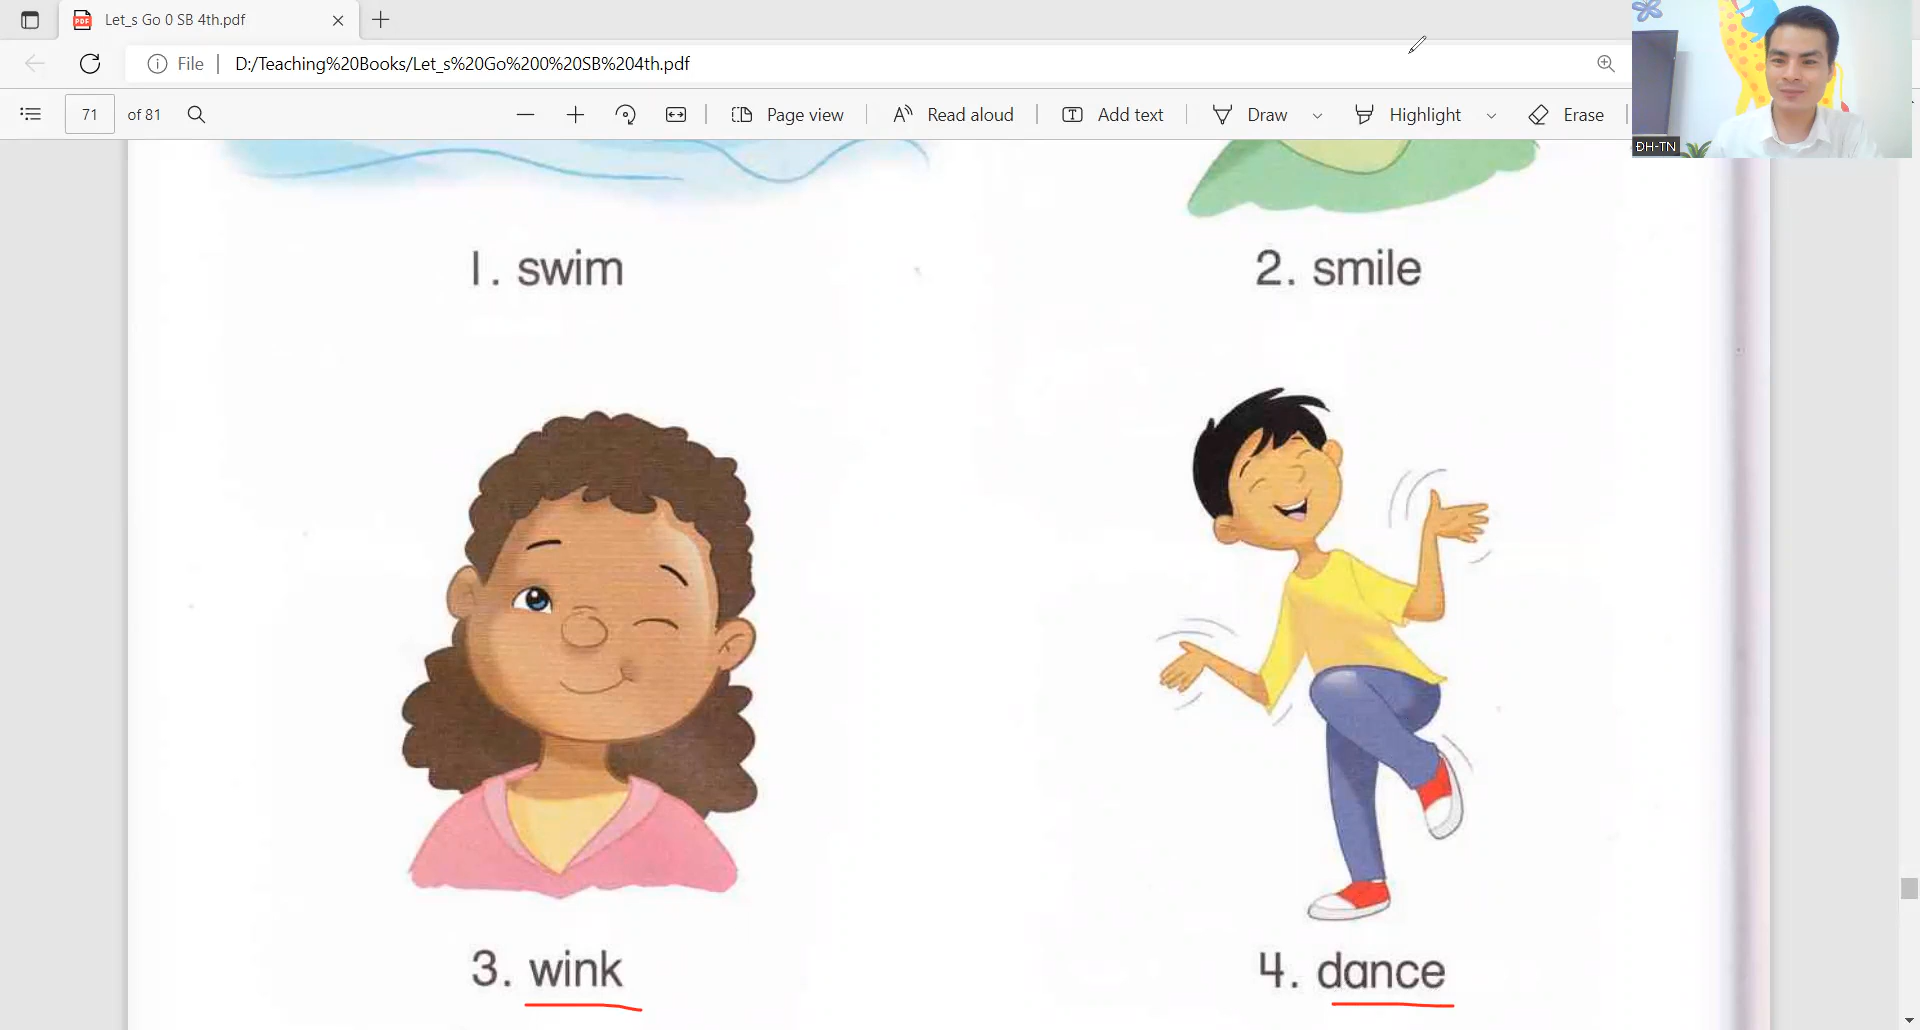 Let_s Go 0 SB 4th.pdf
File D:/Teaching%20Books/Let_s%20Go%200%20SB%204th.pdf
71 of 81 Page view Read aloud Add text Draw Highlight Erase
ĐH-TN
1. swim
2. smile
3. wink
4. dance